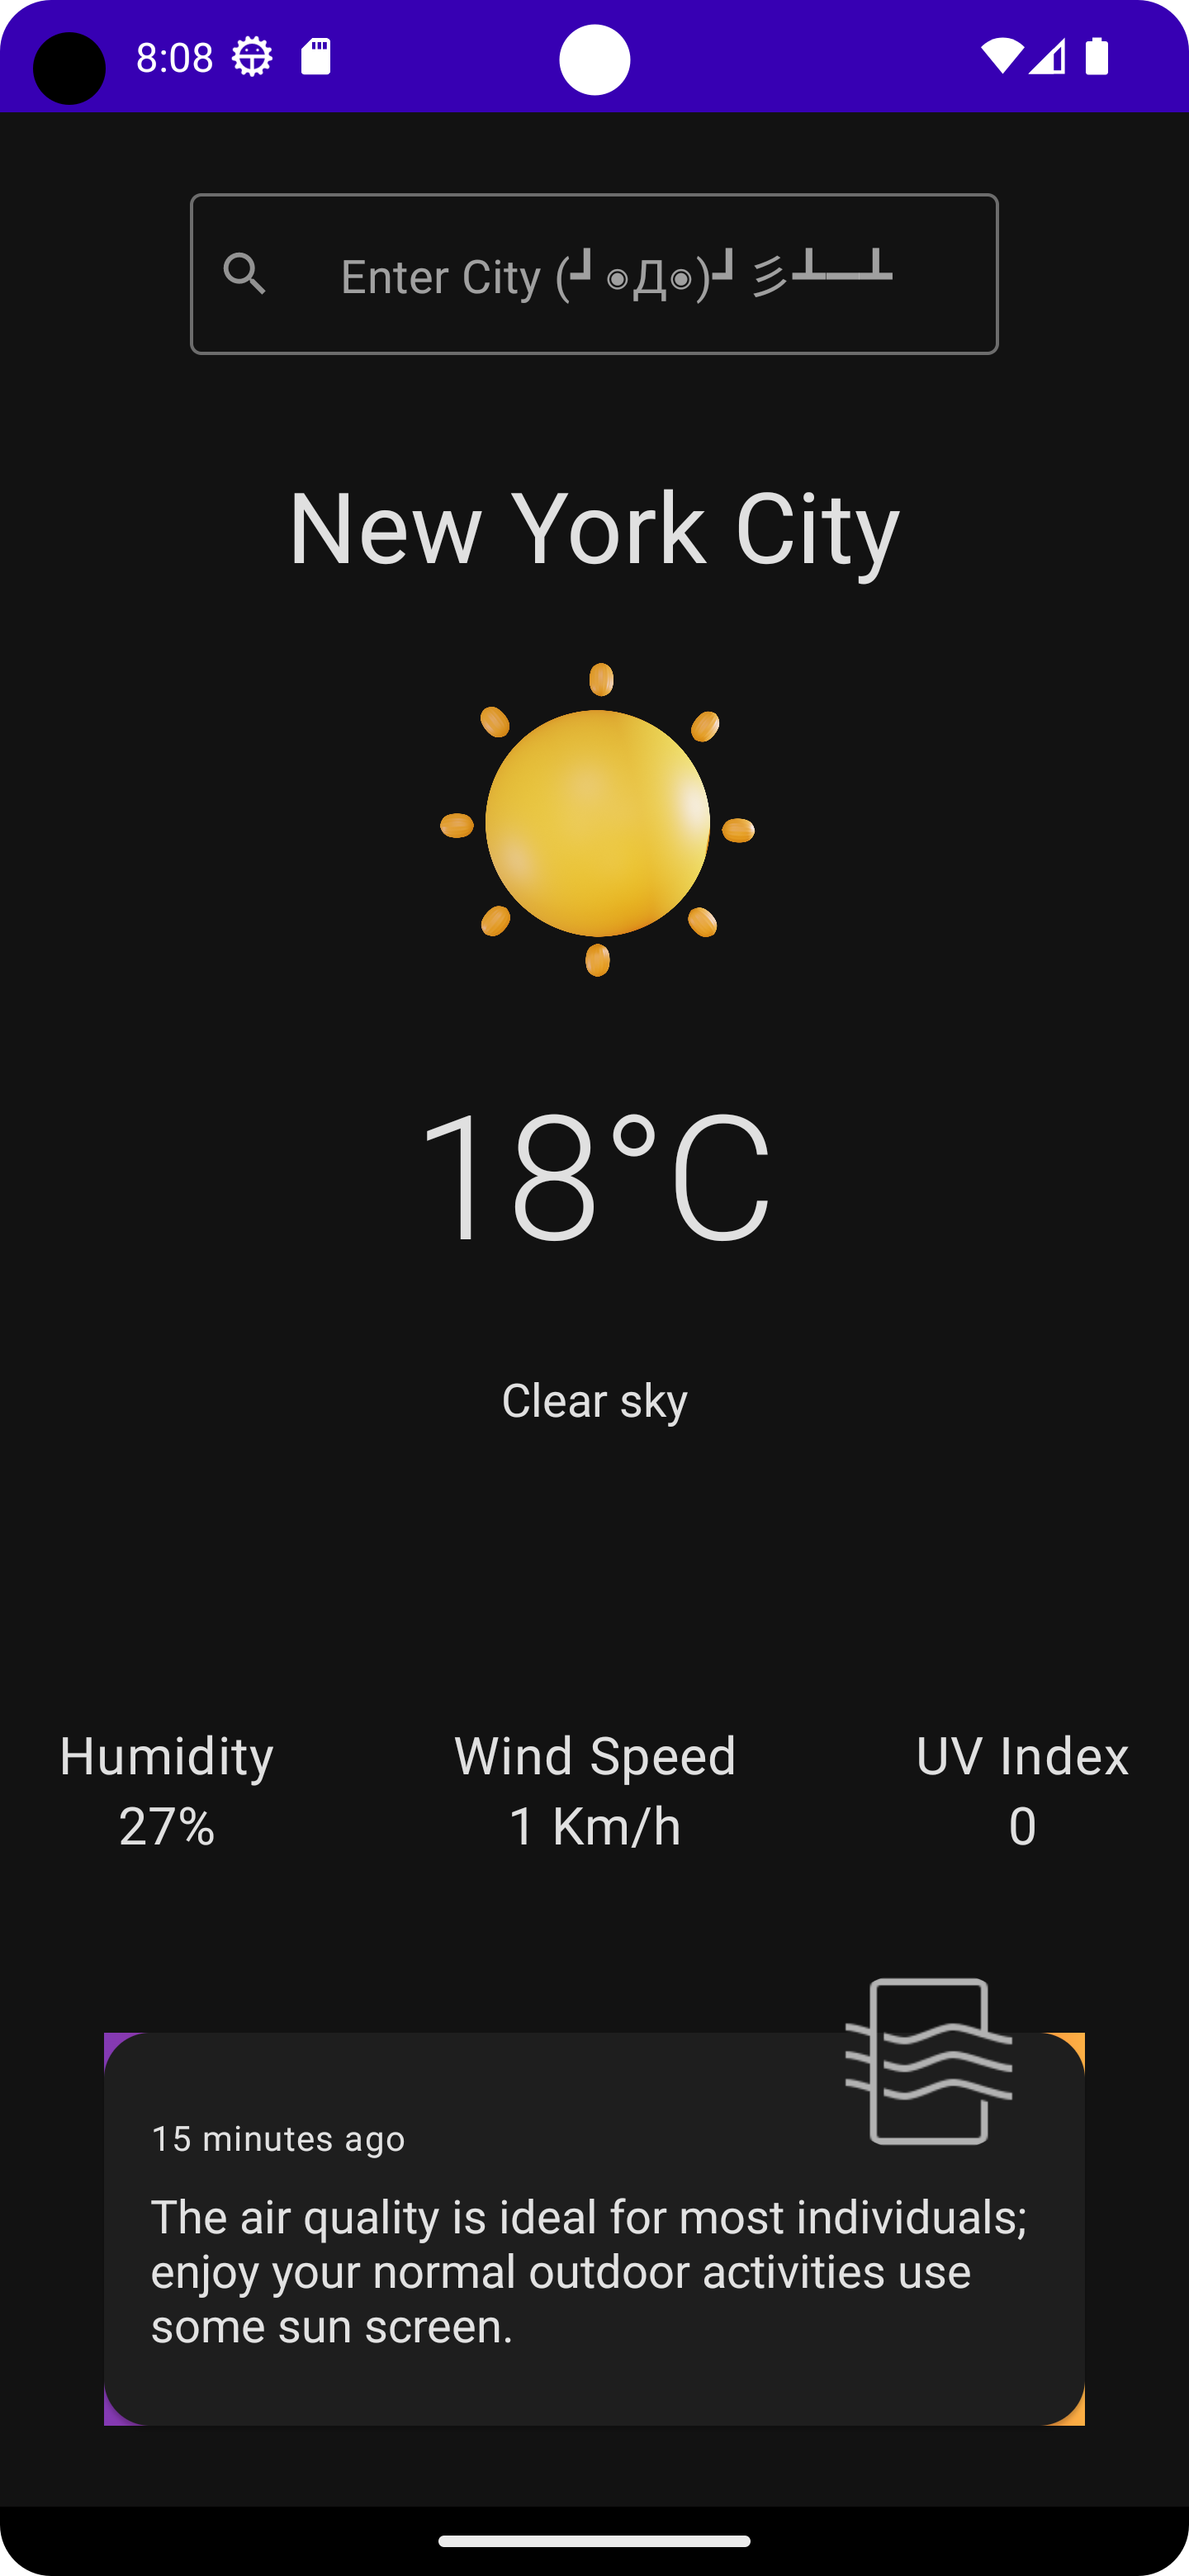 8:08
Enter City (┛◉Д◉)┛彡┻━┻
New York City
18°C
Clear sky
Humidity Wind Speed UV Index
27% 1 Km/h 0
15 minutes ago
The air quality is ideal for most individuals;
enjoy your normal outdoor activities use
some sun screen.